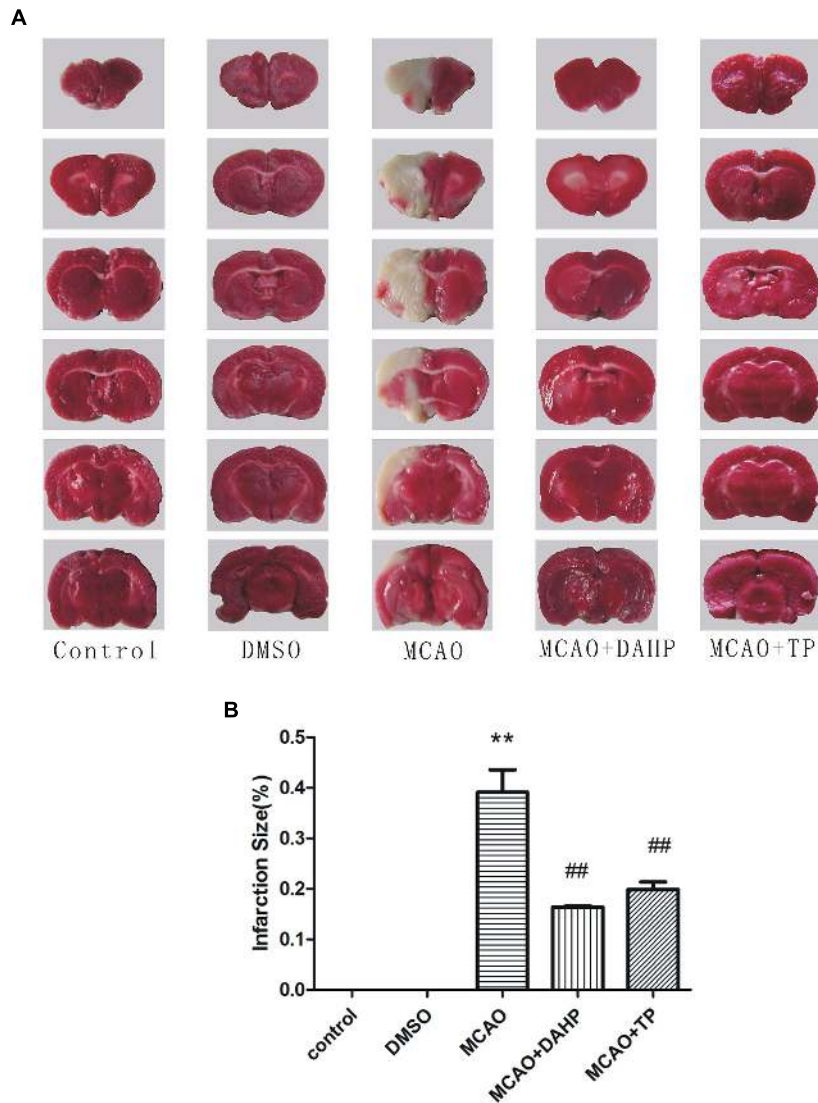 A
Control DMSO MCAO MCAO+DAHP MCAO+TP
B
Infarction Size(%)
0.5
0.4
0.3
0.2
0.1
0.0
**
##
##
control DMSO MCAO MCAO+DAHP MCAO+TP